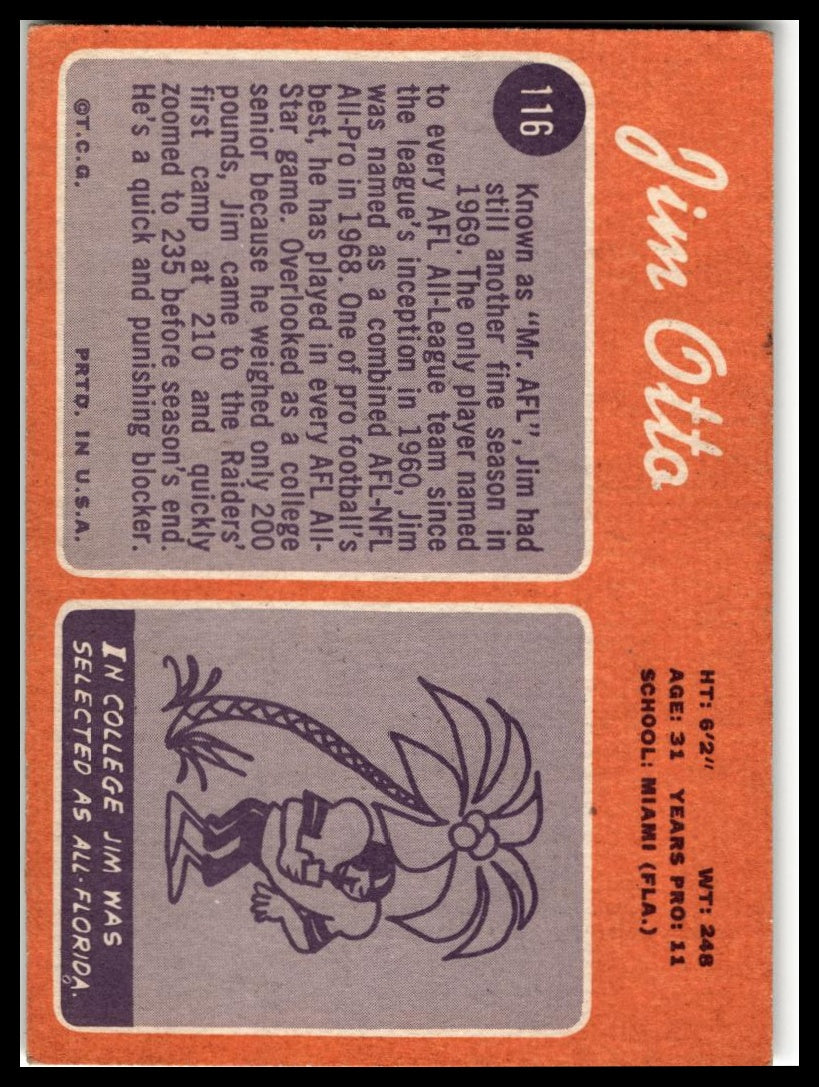 Jim Otto
HT: 6'2" WT: 248
AGE: 31 YEARS PRO: 11
SCHOOL: MIAMI (FLA.)
116
Known as "Mr. AFL", Jim had
still another fine season in
1969. The only player named
to every AFL All-League team since
the league's inception in 1960, Jim
was named as a combined AFL-NFL
All-Pro in 1968. One of pro football's
best, he has played in every AFL All-
Star game. Overlooked as a college
senior because he weighed only 200
pounds, Jim came to the Raders'
first camp at 210 and quickly
zoomed to 235 before season's end.
He's a quick and punishing blocker.
©T.C.G. PRTD. IN U.S.A.
IN COLLEGE JIM WAS
SELECTED AS ALL-FLORIDA.